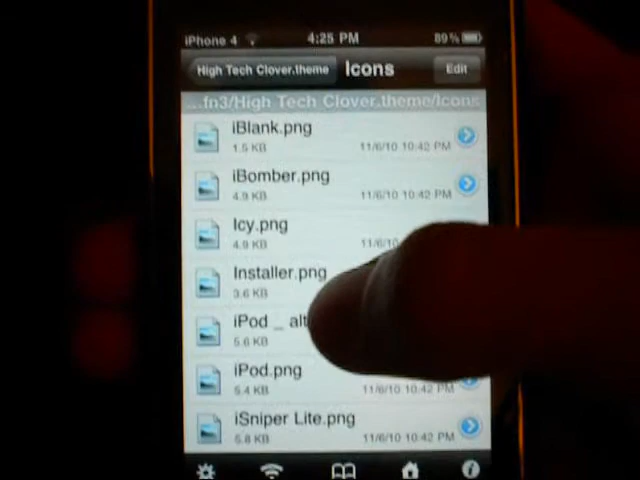 iPhone 4 4:25 PM 89%
High Tech Clover.theme Icons Edit
...fn3/High Tech Clover.theme/Icons
iBlank.png
1.5 KB 11/6/10 10:42 PM
iBomber.png
4.9 KB 11/6/10 10:42 PM
Icy.png
4.9 KB 11/6/10
Installer.png
3.6 KB
iPod _ alt
5.6 KB
iPod.png
5.4 KB 11/6/10 10:42 PM
iSniper Lite.png
5.8 KB 11/6/10 10:42 PM